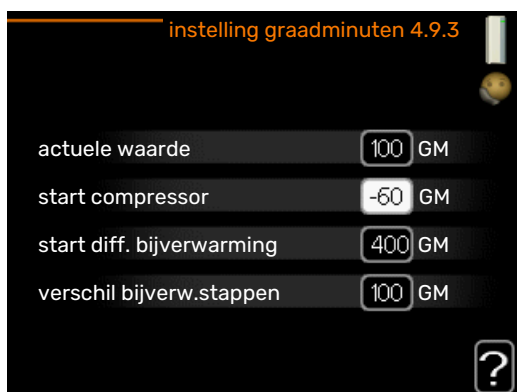 instelling graadminuten 4.9.3
actuele waarde 100 GM
start compressor -60 GM
start diff. bijverwarming 400 GM
verschil bijverw.stappen 100 GM
?